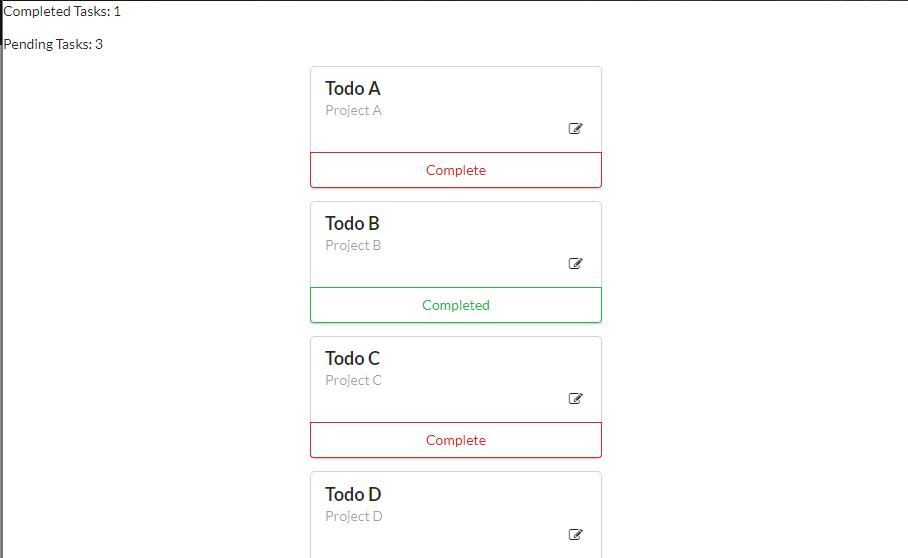 Completed Tasks: 1
Pending Tasks: 3
Todo A
Project A
Complete
Todo B
Project B
Completed
Todo C
Project C
Complete
Todo D
Project D